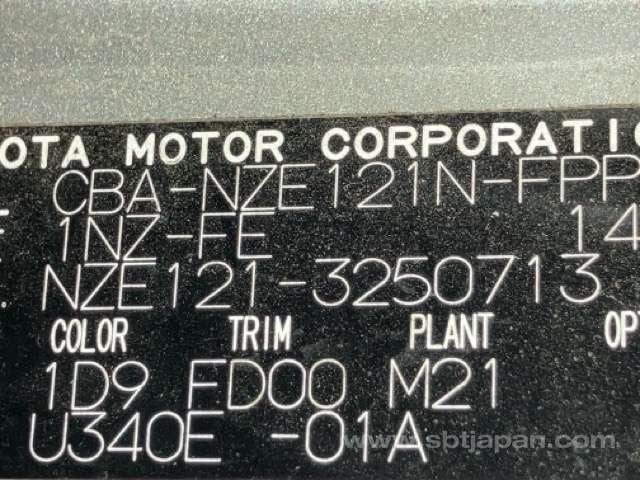 OTA MOTOR CORPORATIO
CBA-NZE121N-FPP
1NZ-FE 14
NZE121-3250713
COLOR TRIM PLANT OP
1D9 FD00 M21
U340E -01A
www.sbtjapan.com